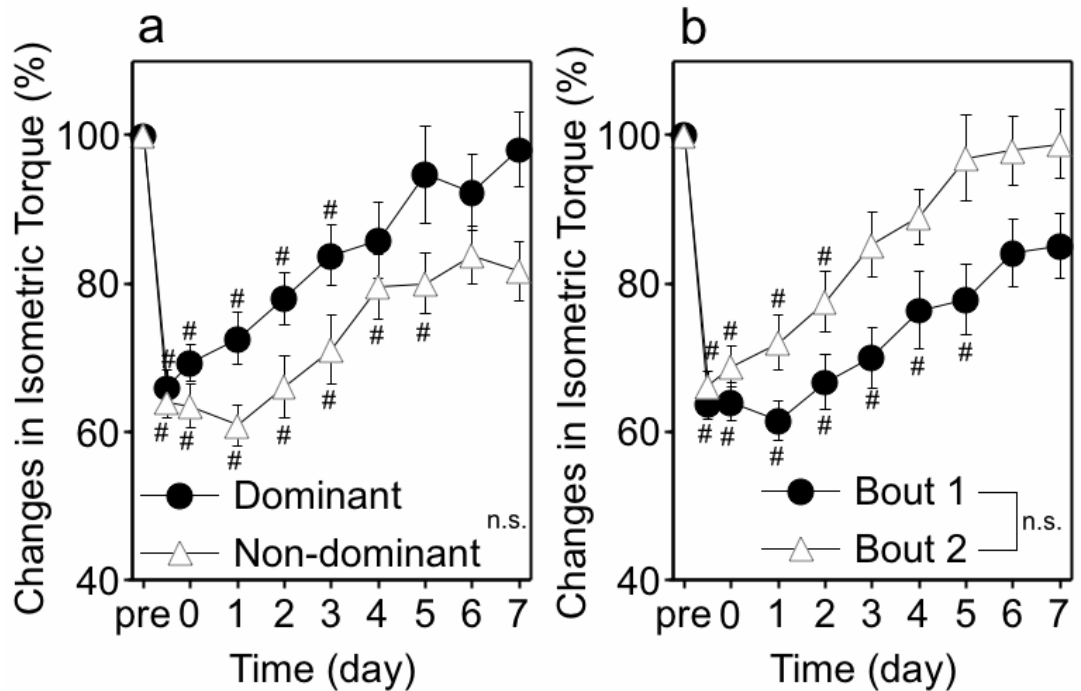 a
Changes in Isometric Torque (%)
100
80
60
40
# # # # #
# # # # # # #
Dominant
Non-dominant
n.s.
pre 0 1 2 3 4 5 6 7
Time (day)
b
Changes in Isometric Torque (%)
100
80
60
40
# # # #
# # # # # # #
Bout 1
Bout 2
n.s.
pre 0 1 2 3 4 5 6 7
Time (day)